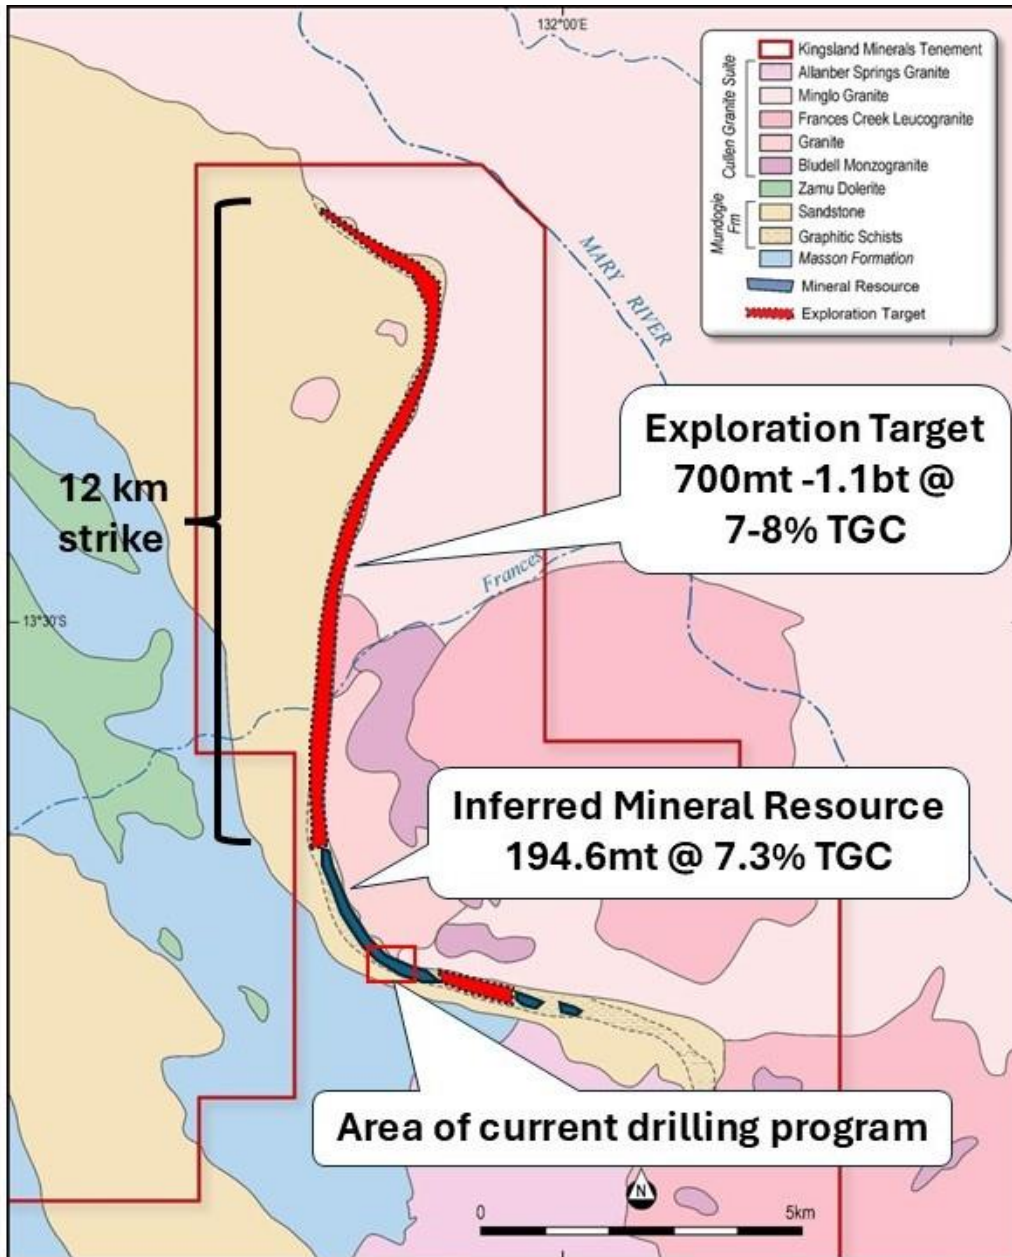 132°00'E
Kingsland Minerals Tenement
Cullen Granite Suite
Allanber Springs Granite
Minglo Granite
Frances Creek Leucogranite
Granite
Bludell Monzogranite
Zamu Dolerite
Mundogie
Fm
Sandstone
Graphitic Schists
Masson Formation
Mineral Resource
Exploration Target
MARY RIVER
Exploration Target
700mt -1.1bt @
7-8% TGC
12 km
strike
Frances
13°30'S
Inferred Mineral Resource
194.6mt @ 7.3% TGC
Area of current drilling program
N
0 5km